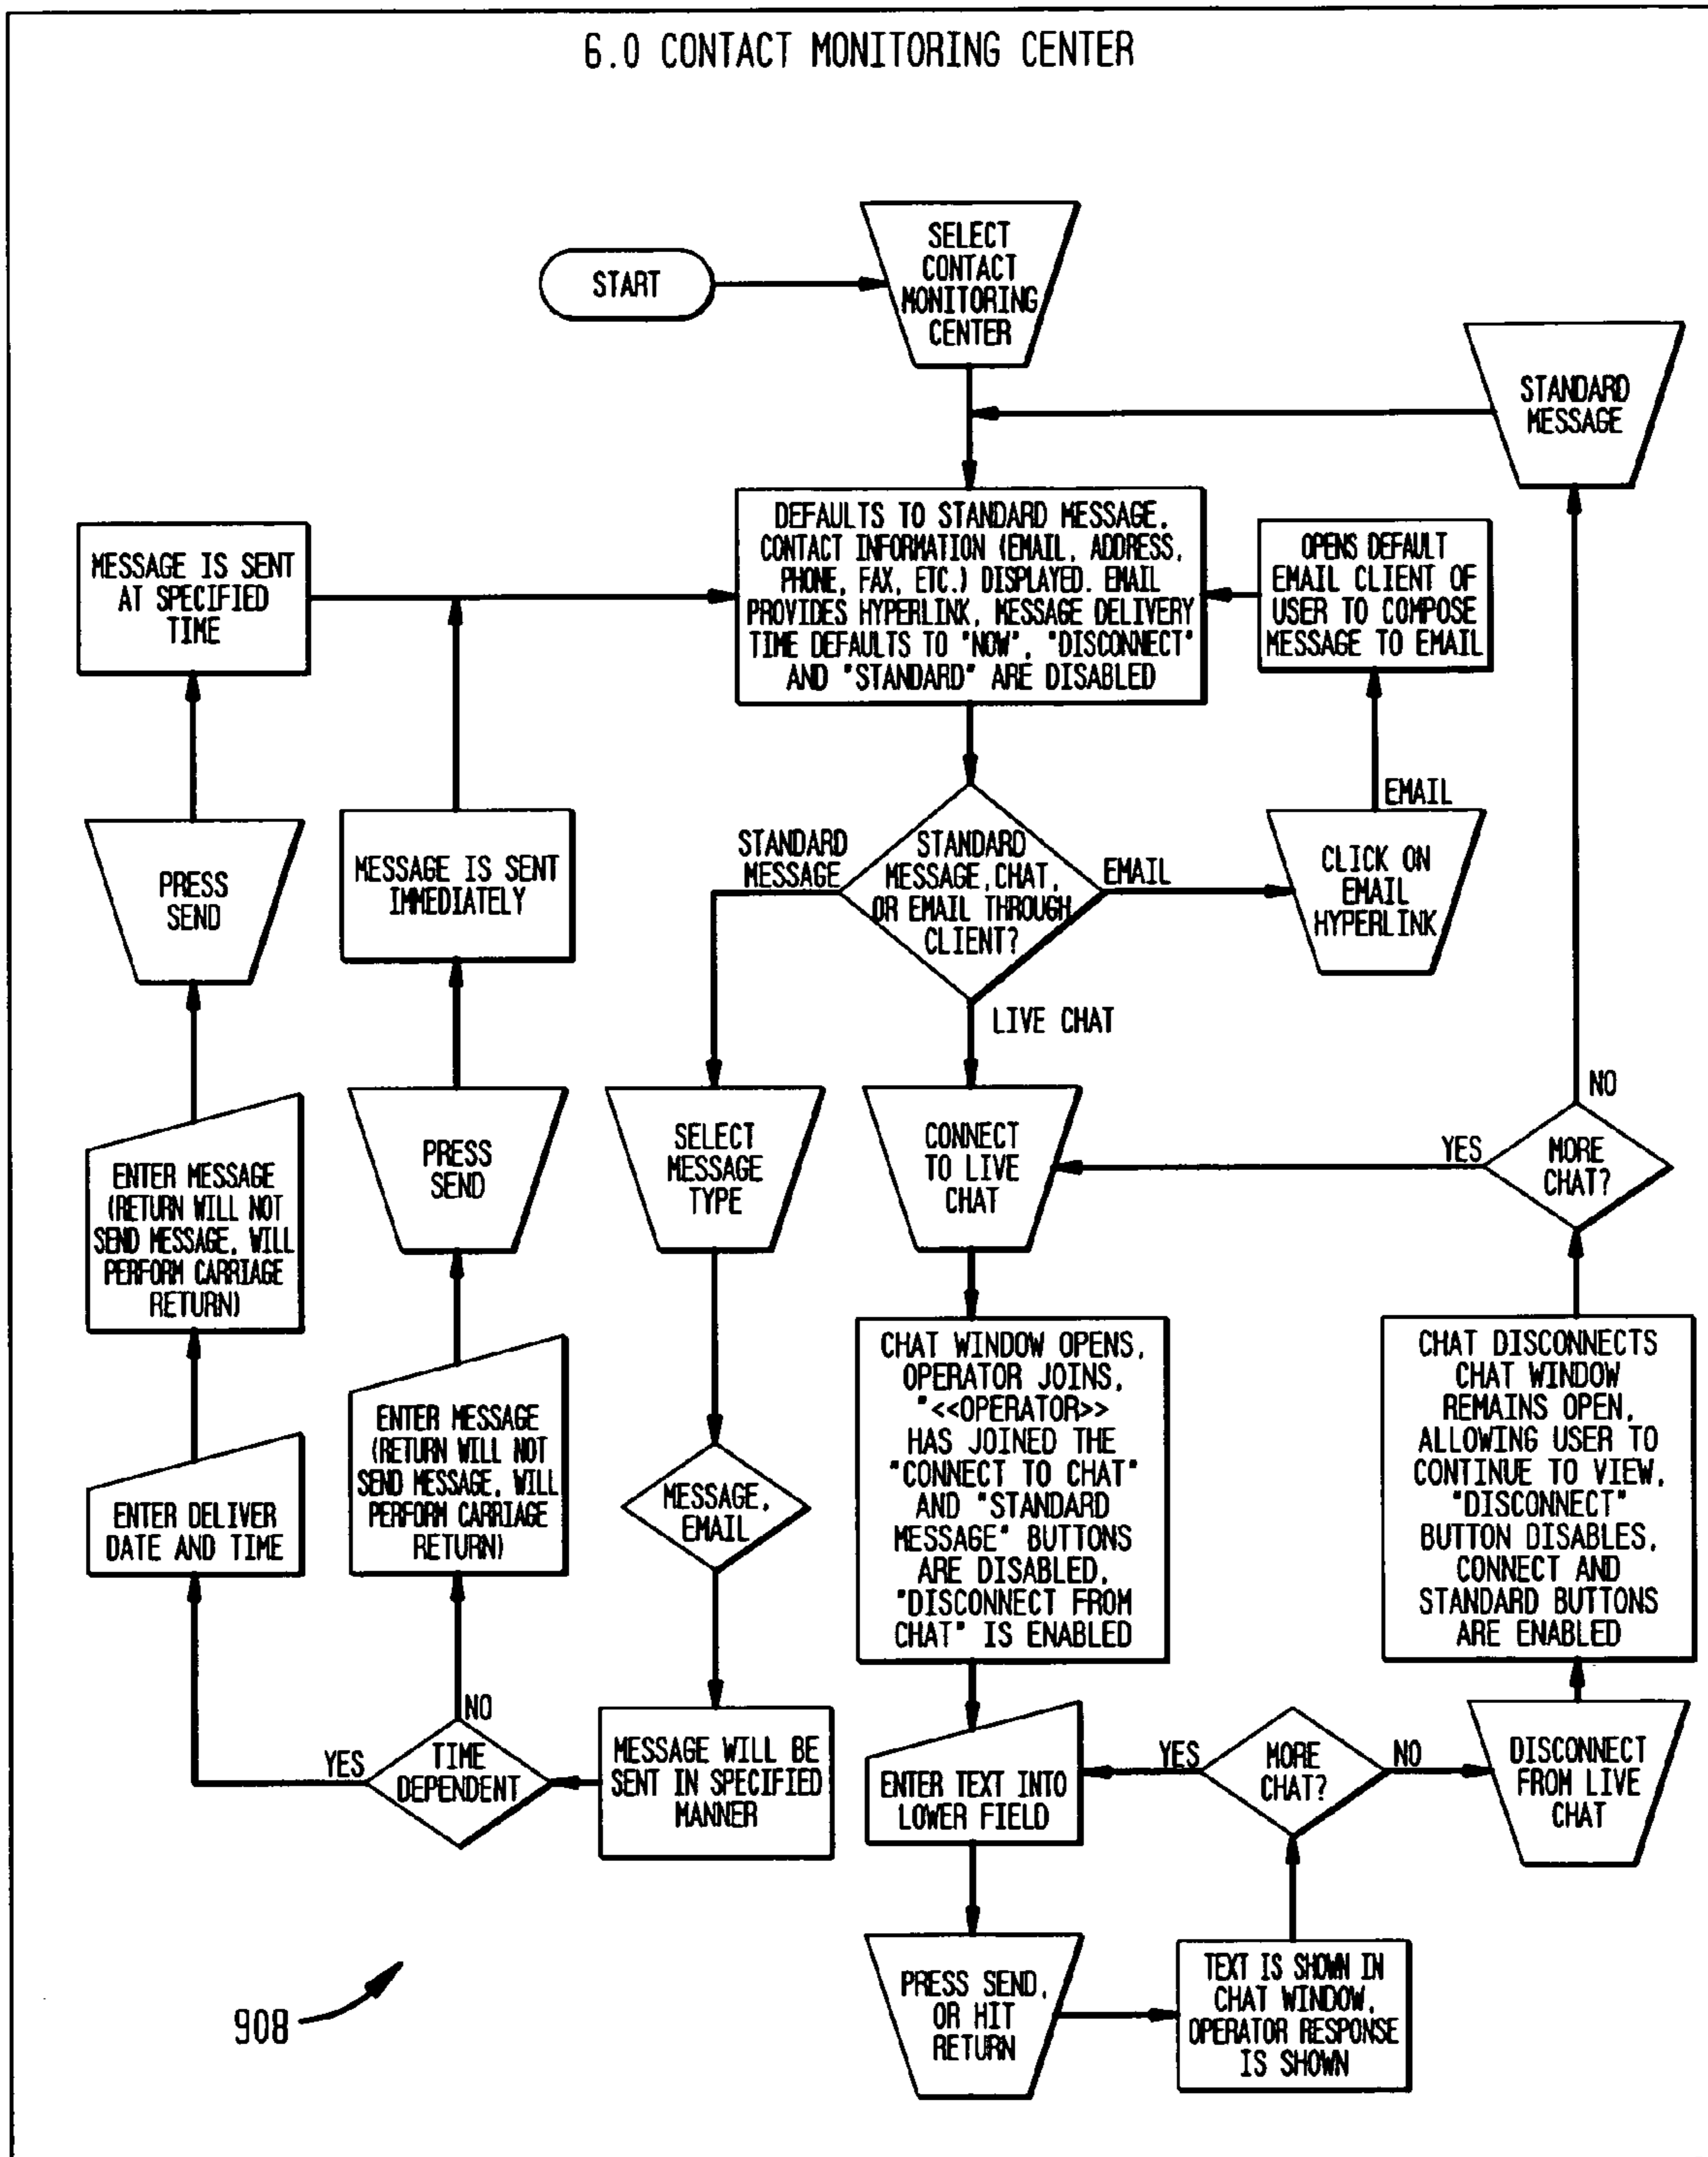 6.0 CONTACT MONITORING CENTER
START
SELECT
CONTACT
MONITORING
CENTER
STANDARD
MESSAGE
DEFAULTS TO STANDARD MESSAGE,
CONTACT INFORMATION (EMAIL, ADDRESS,
PHONE, FAX, ETC.) DISPLAYED. EMAIL
PROVIDES HYPERLINK, MESSAGE DELIVERY
TIME DEFAULTS TO "NOW", "DISCONNECT"
AND "STANDARD" ARE DISABLED
OPENS DEFAULT
EMAIL CLIENT OF
USER TO COMPOSE
MESSAGE TO EMAIL
MESSAGE IS SENT
AT SPECIFIED
TIME
EMAIL
PRESS
SEND
MESSAGE IS SENT
IMMEDIATELY
STANDARD
MESSAGE
STANDARD
MESSAGE, CHAT,
OR EMAIL THROUGH
CLIENT?
EMAIL
CLICK ON
EMAIL
HYPERLINK
LIVE CHAT
NO
ENTER MESSAGE
(RETURN WILL NOT
SEND MESSAGE, WILL
PERFORM CARRIAGE
RETURN)
PRESS
SEND
SELECT
MESSAGE
TYPE
CONNECT
TO LIVE
CHAT
YES
MORE
CHAT?
ENTER DELIVER
DATE AND TIME
ENTER MESSAGE
(RETURN WILL NOT
SEND MESSAGE, WILL
PERFORM CARRIAGE
RETURN)
MESSAGE,
EMAIL
CHAT WINDOW OPENS,
OPERATOR JOINS,
"<<OPERATOR>>
HAS JOINED THE
"CONNECT TO CHAT"
AND "STANDARD
MESSAGE" BUTTONS
ARE DISABLED,
"DISCONNECT FROM
CHAT" IS ENABLED
CHAT DISCONNECTS
CHAT WINDOW
REMAINS OPEN,
ALLOWING USER TO
CONTINUE TO VIEW,
"DISCONNECT"
BUTTON DISABLES,
CONNECT AND
STANDARD BUTTONS
ARE ENABLED
NO
YES
TIME
DEPENDENT
MESSAGE WILL BE
SENT IN SPECIFIED
MANNER
ENTER TEXT INTO
LOWER FIELD
YES
MORE
CHAT?
NO
DISCONNECT
FROM LIVE
CHAT
PRESS SEND,
OR HIT
RETURN
TEXT IS SHOWN IN
CHAT WINDOW,
OPERATOR RESPONSE
IS SHOWN
908